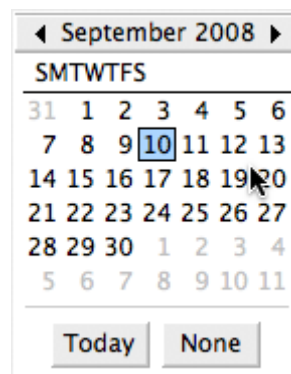 September 2008
SMTWTFS
31 1 2 3 4 5 6
7 8 9 10 11 12 13
14 15 16 17 18 19 20
21 22 23 24 25 26 27
28 29 30 1 2 3 4
5 6 7 8 9 10 11
Today None